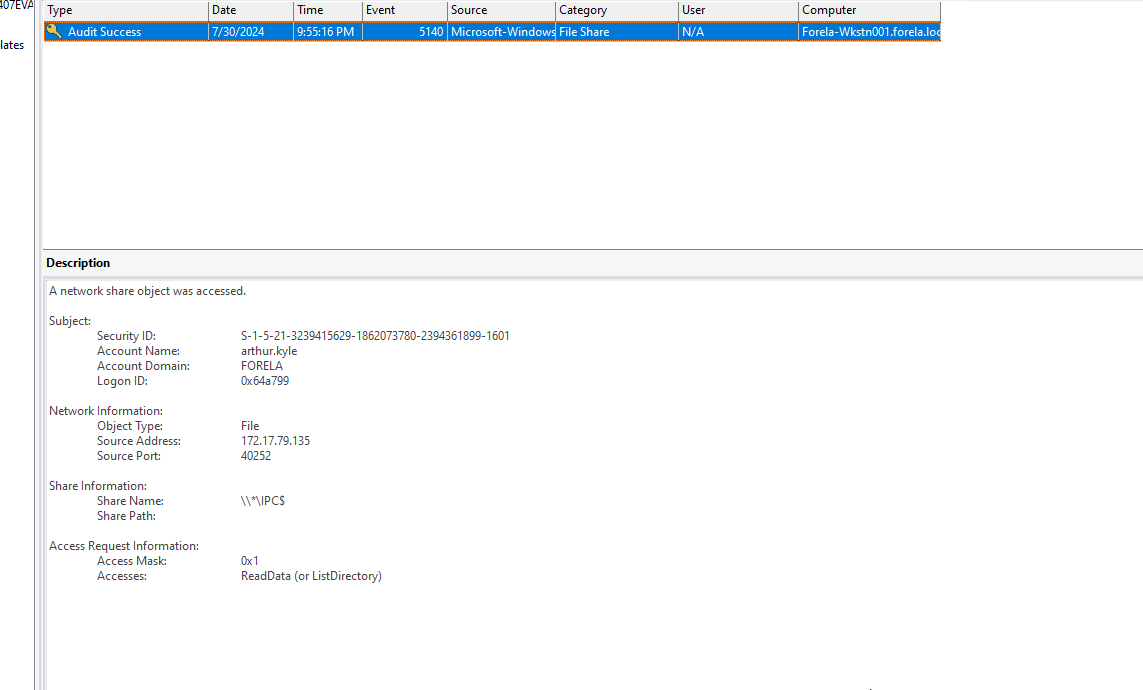 407EVA
lates
Type Date Time Event Source Category User Computer
Audit Success 7/30/2024 9:55:16 PM 5140 Microsoft-Windows File Share N/A Forela-Wkstn001.forela.loc
Description
A network share object was accessed.
Subject:
Security ID: S-1-5-21-3239415629-1862073780-2394361899-1601
Account Name: arthur.kyle
Account Domain: FORELA
Logon ID: 0x64a799
Network Information:
Object Type: File
Source Address: 172.17.79.135
Source Port: 40252
Share Information:
Share Name: \\*\IPC$
Share Path:
Access Request Information:
Access Mask: 0x1
Accesses: ReadData (or ListDirectory)